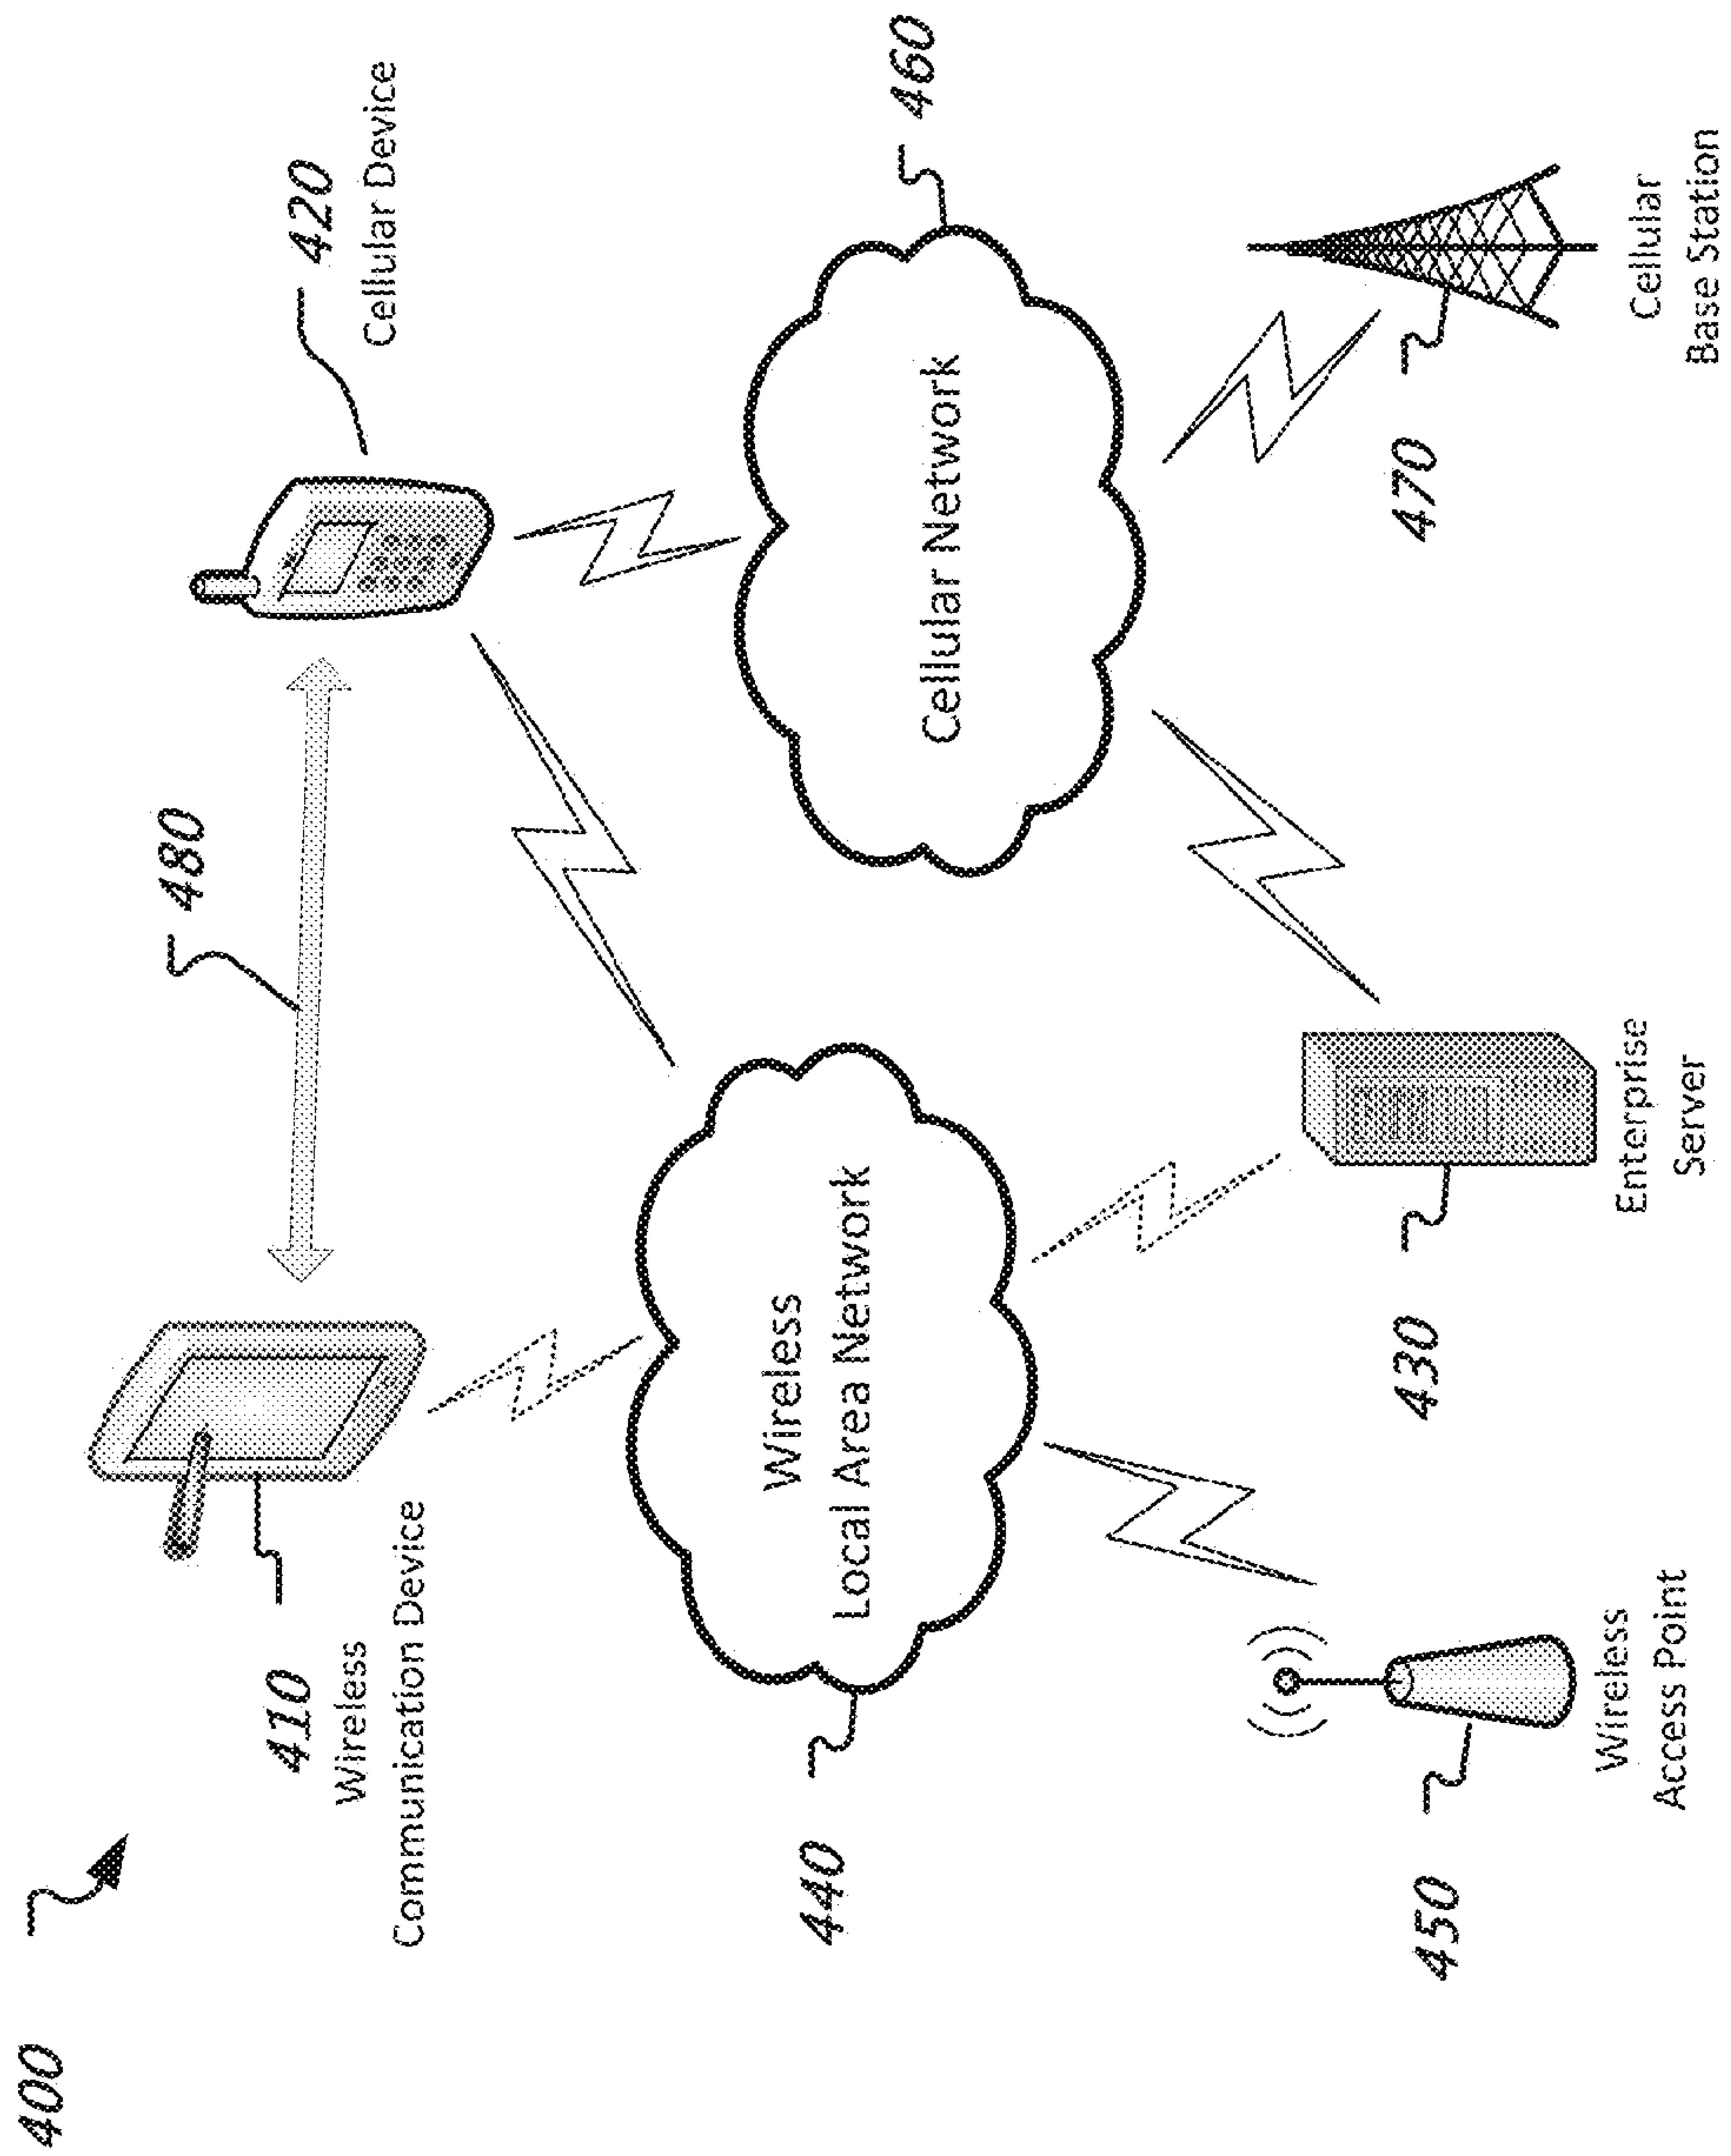 400
480
410
Wireless
Communication Device
420
Cellular Device
440
Wireless
Local Area Network
460
Cellular Network
450
Wireless
Access Point
430
Enterprise
Server
470
Cellular
Base Station